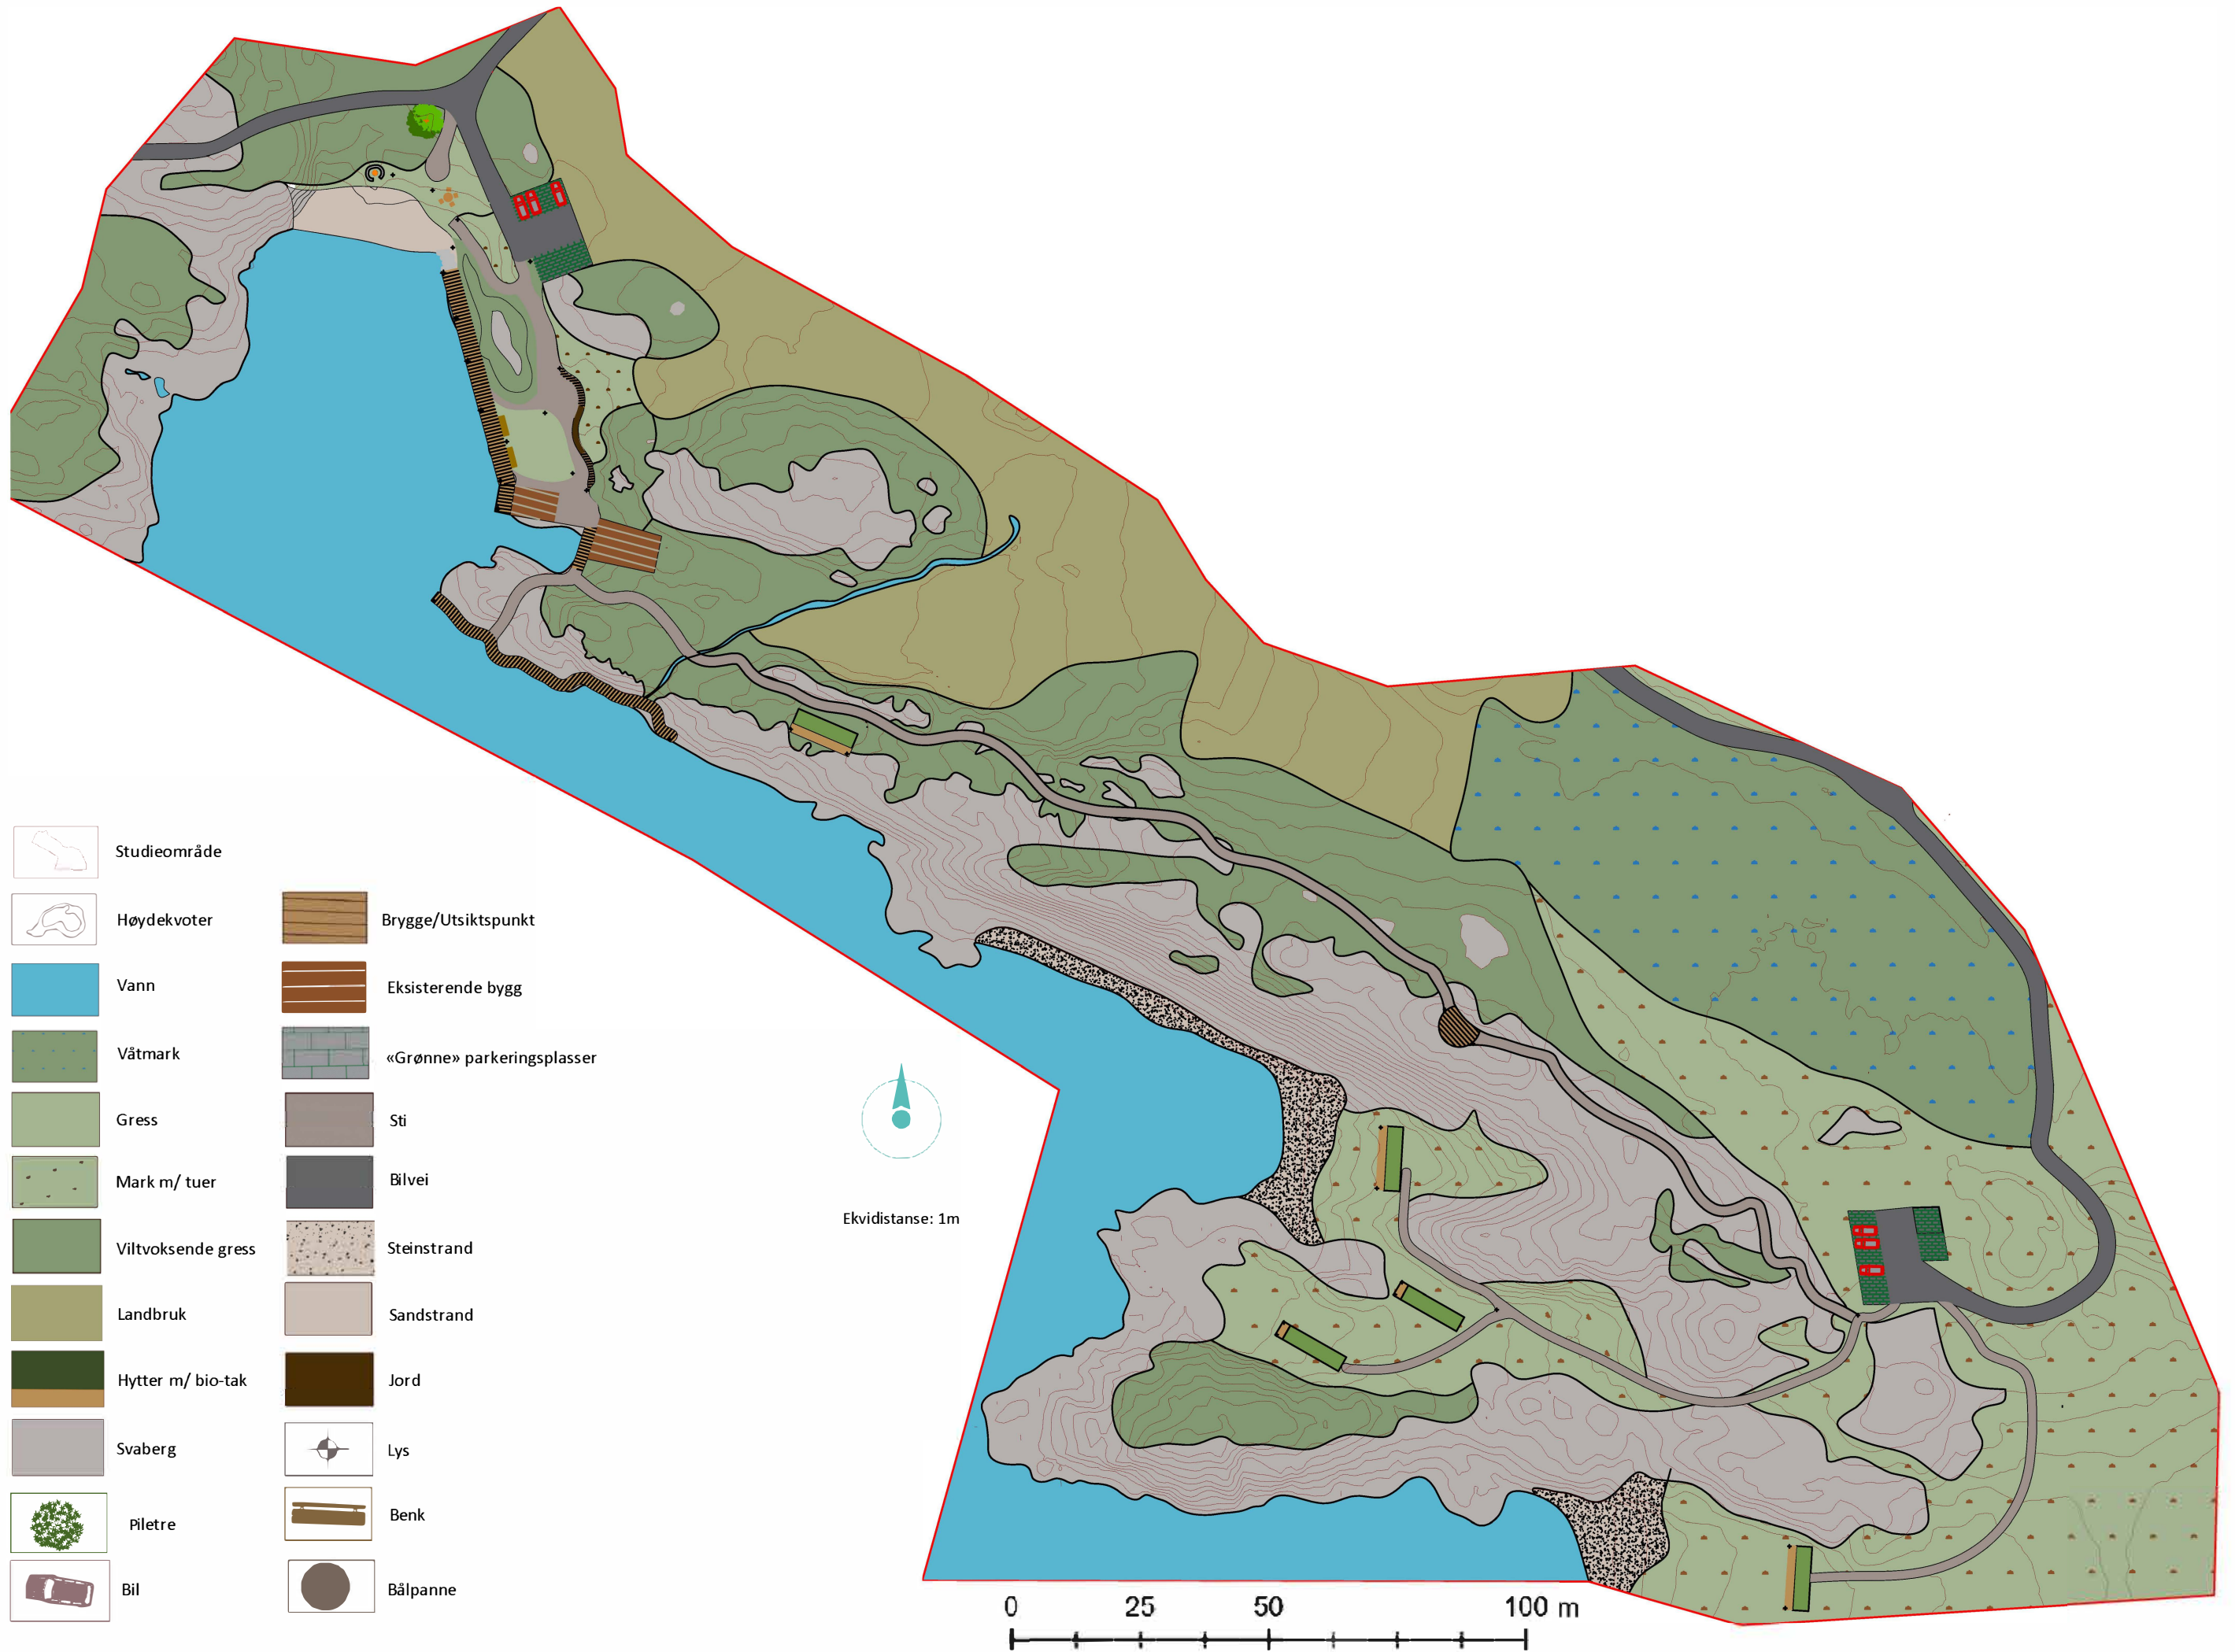 Studieområde
Høydekvoter
Vann
Våtmark
Gress
Mark m/ tuer
Viltvoksende gress
Landbruk
Hytter m/ bio-tak
Svaberg
Piletre
Bil
Brygge/Utsiktspunkt
Eksisterende bygg
«Grønne» parkeringsplasser
Sti
Bilvei
Steinstrand
Sandstrand
Jord
Lys
Benk
Bålpanne
Ekvidistanse: 1m
0 25 50 100 m